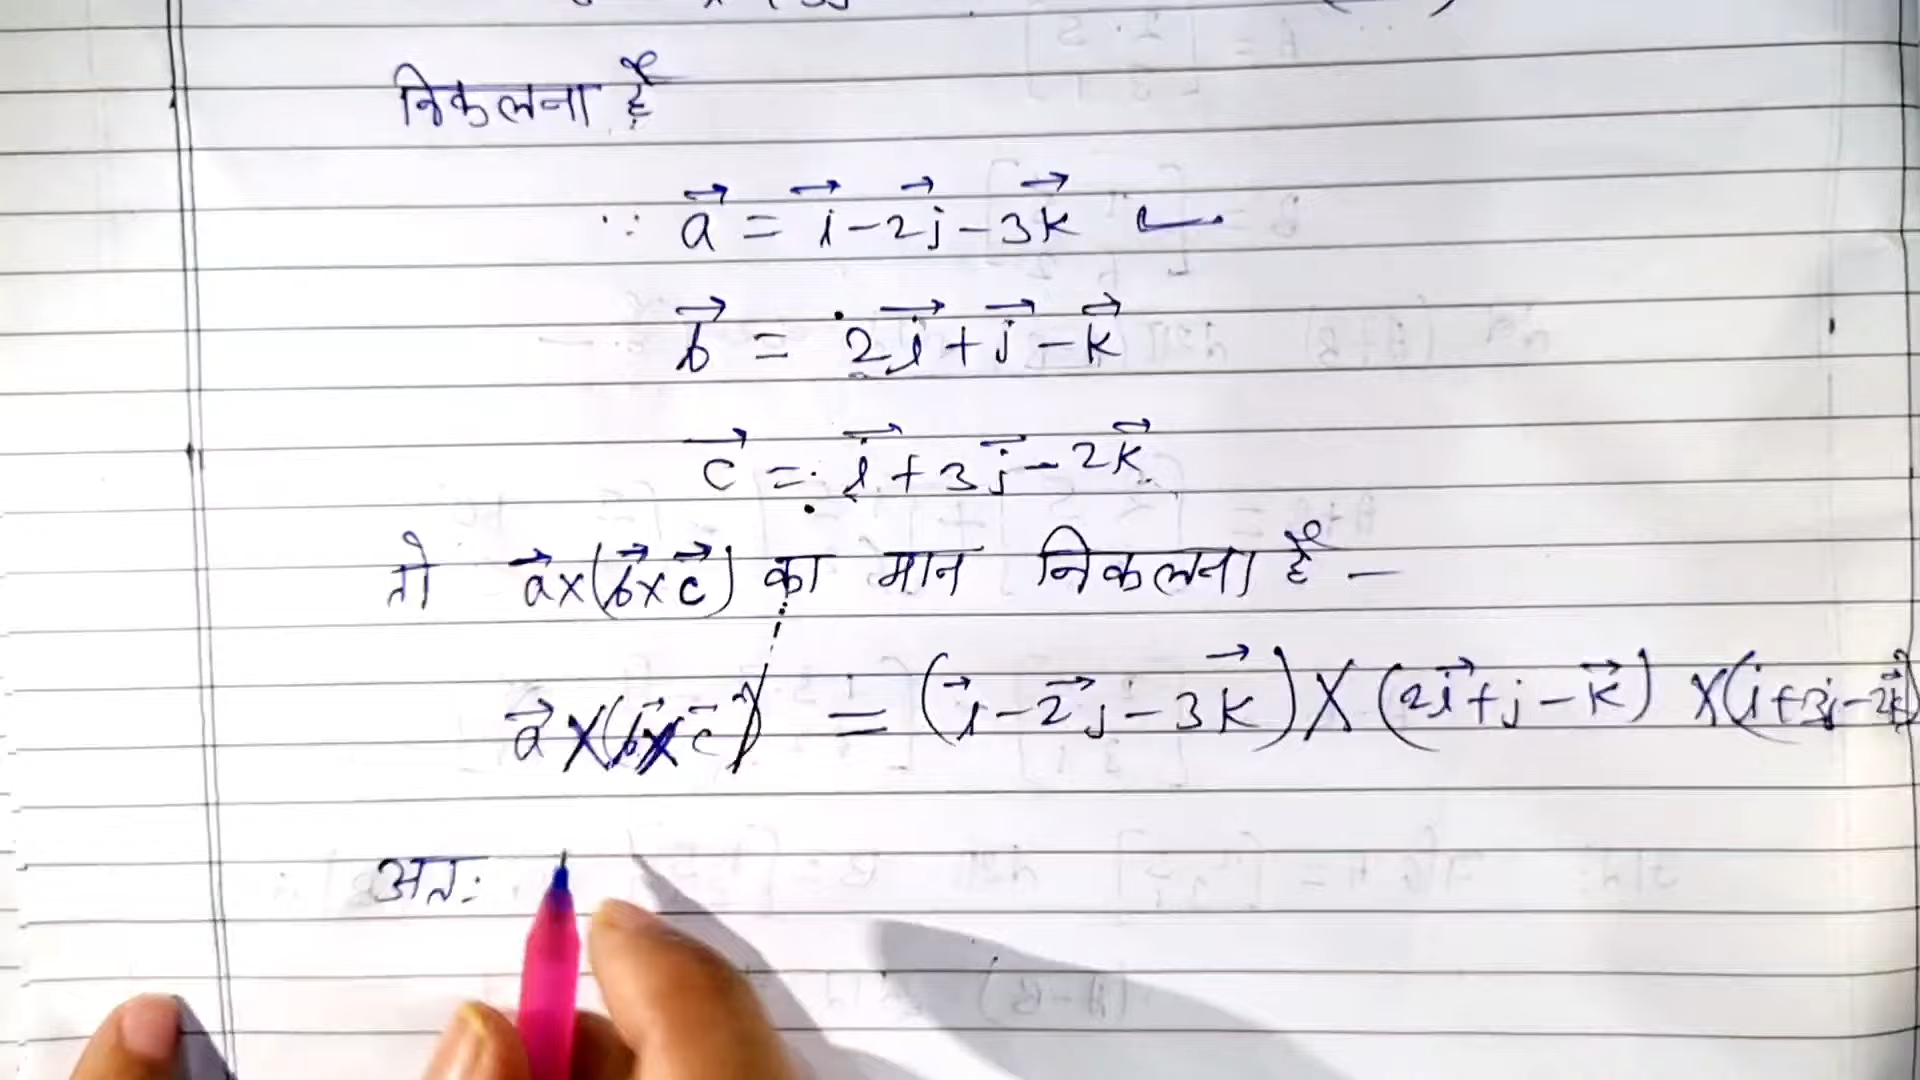 निकलना है
∵ a⃗ = i⃗ - 2j⃗ - 3k⃗
b⃗ = 2i⃗ + j⃗ - k⃗
c⃗ = i⃗ + 3j⃗ - 2k⃗
तो a⃗ × (b⃗ × c⃗) का मान निकलना है —
a⃗ × (b⃗ × c⃗) = (i⃗ - 2j⃗ - 3k⃗) × (2i⃗ + j - k⃗) × (i + 3j - 2k⃗)
अतः